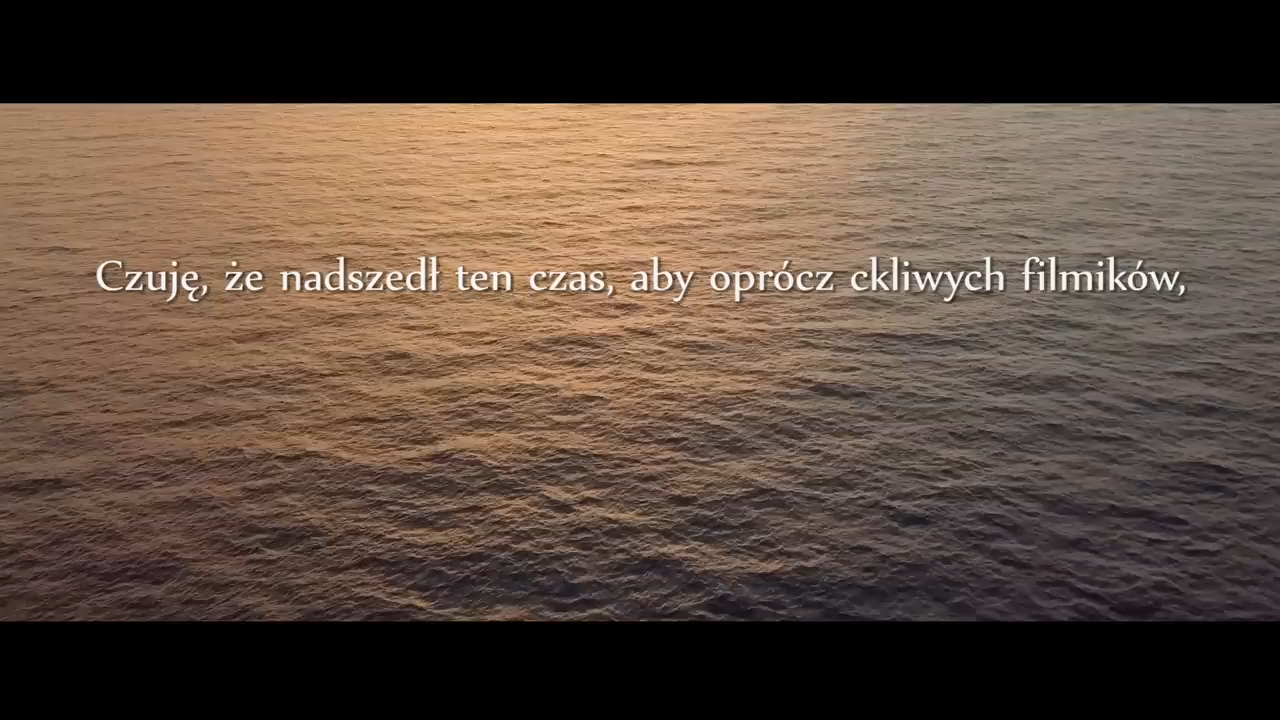 Czuję, że nadszedł ten czas, aby oprócz ckliwych filmików,